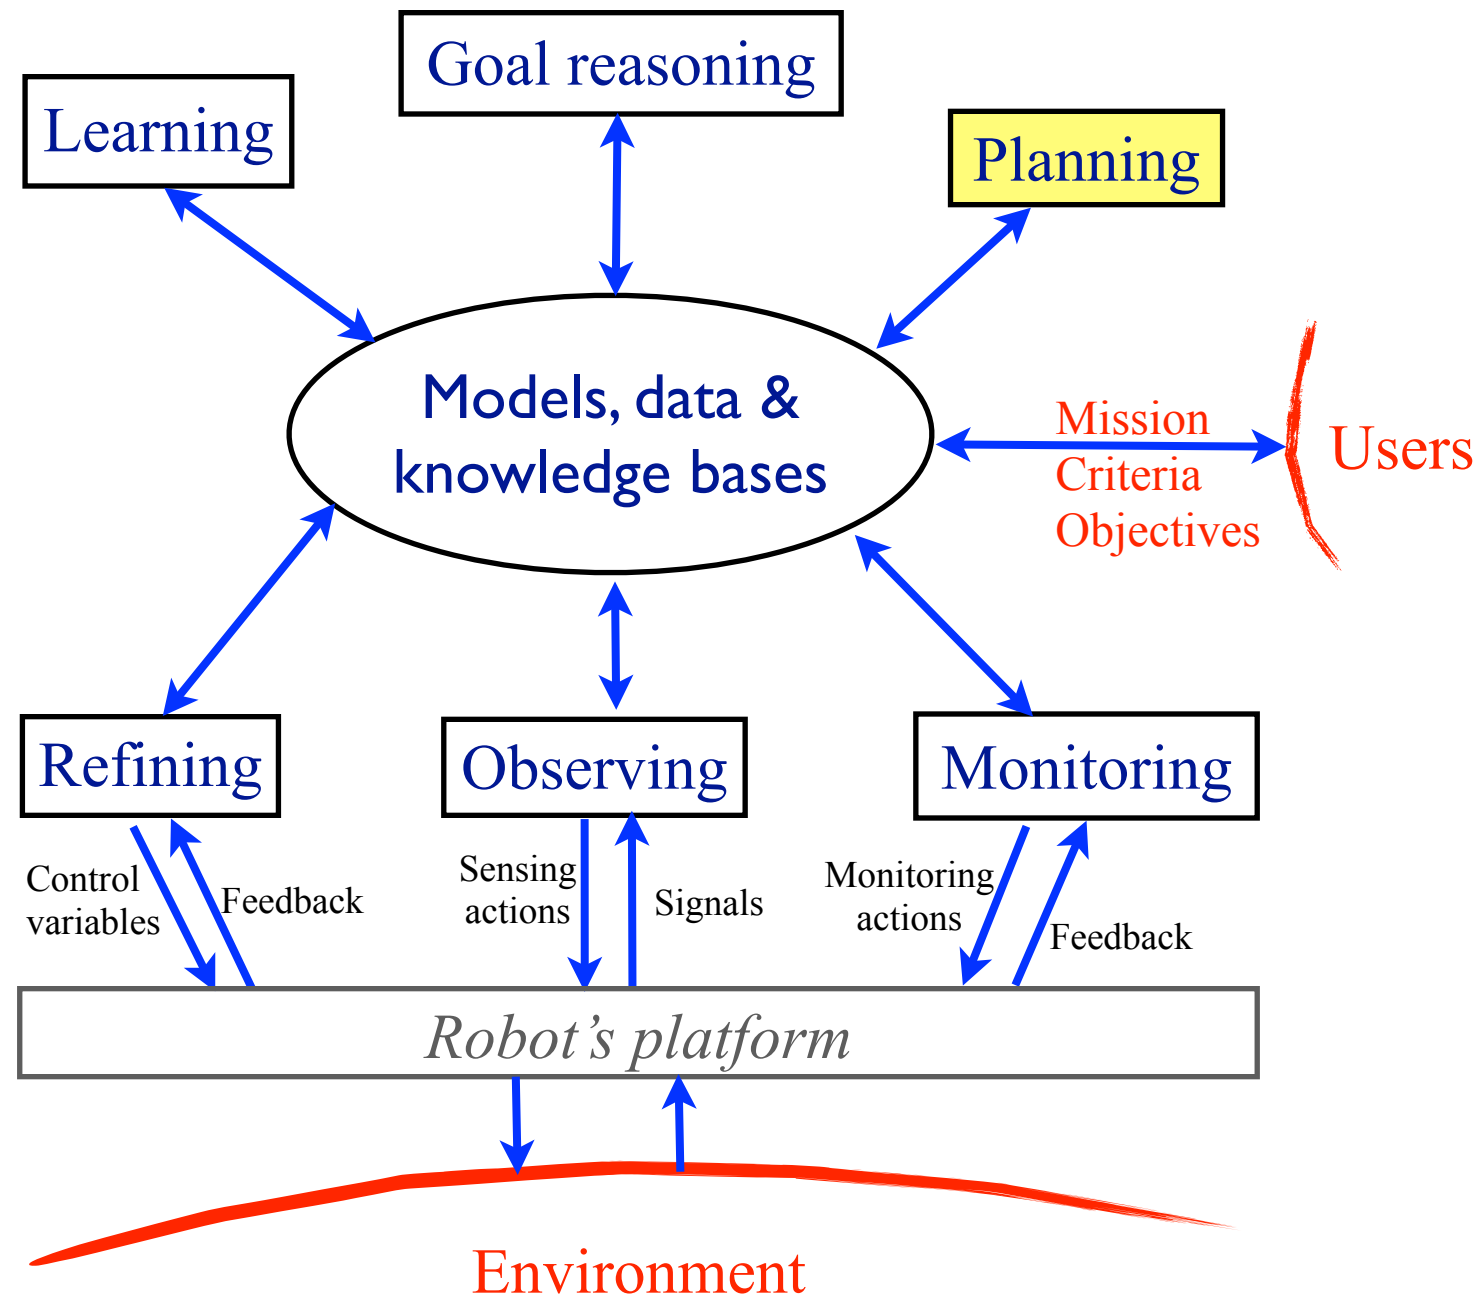 Goal reasoning
Learning
Planning
Models, data &
knowledge bases
Mission
Criteria
Objectives
Users
Refining
Observing
Monitoring
Control
variables
Feedback
Sensing
actions
Signals
Monitoring
actions
Feedback
Robot’s platform
Environment